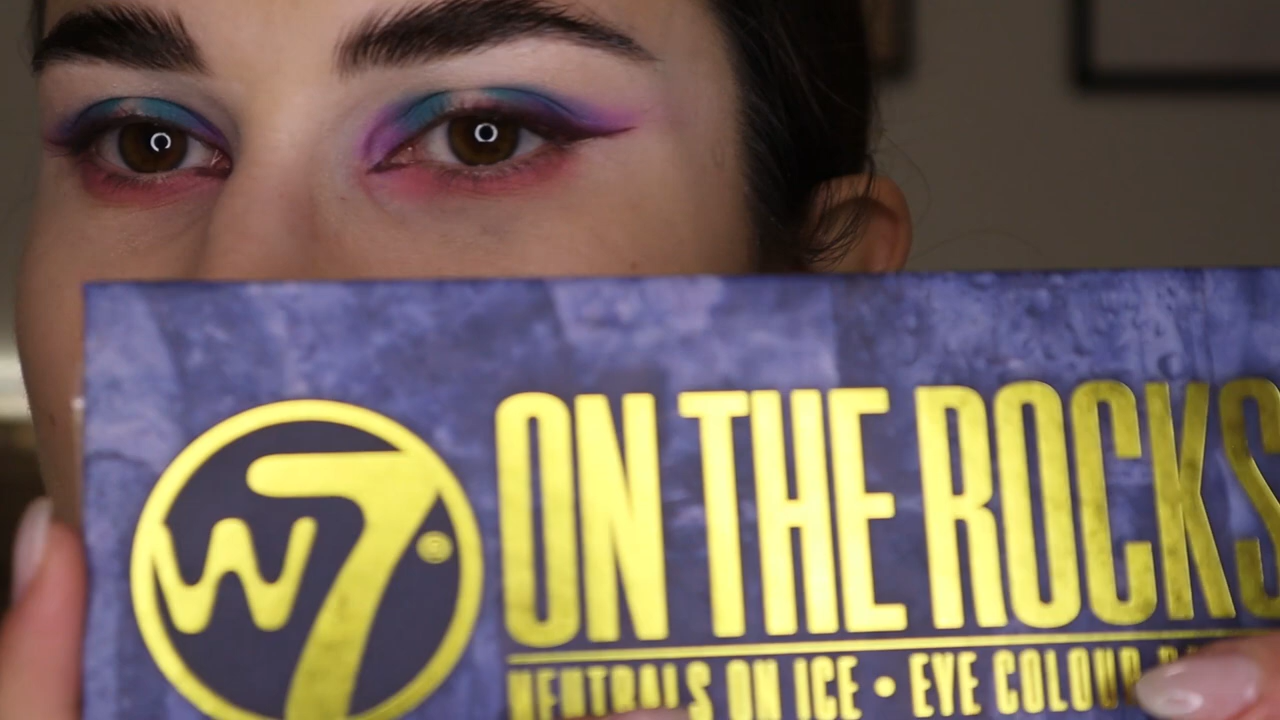 W7®
ON THE ROCKS
NEUTRALS ON ICE • EYE COLOUR